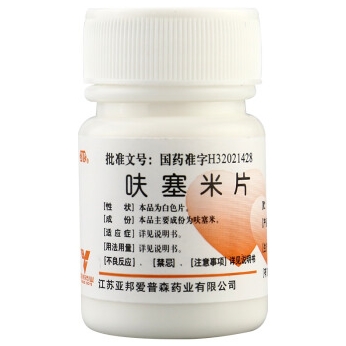 批准文号：国药准字H32021428
呋塞米片
[性 状] 本品为白色片。
[成 份] 本品主要成份为呋塞米。
[适应症] 详见说明书。
[用法用量] 详见说明书。
[不良反应]、[禁忌]、[注意事项] 详见说明书
江苏亚邦爱普森药业有限公司